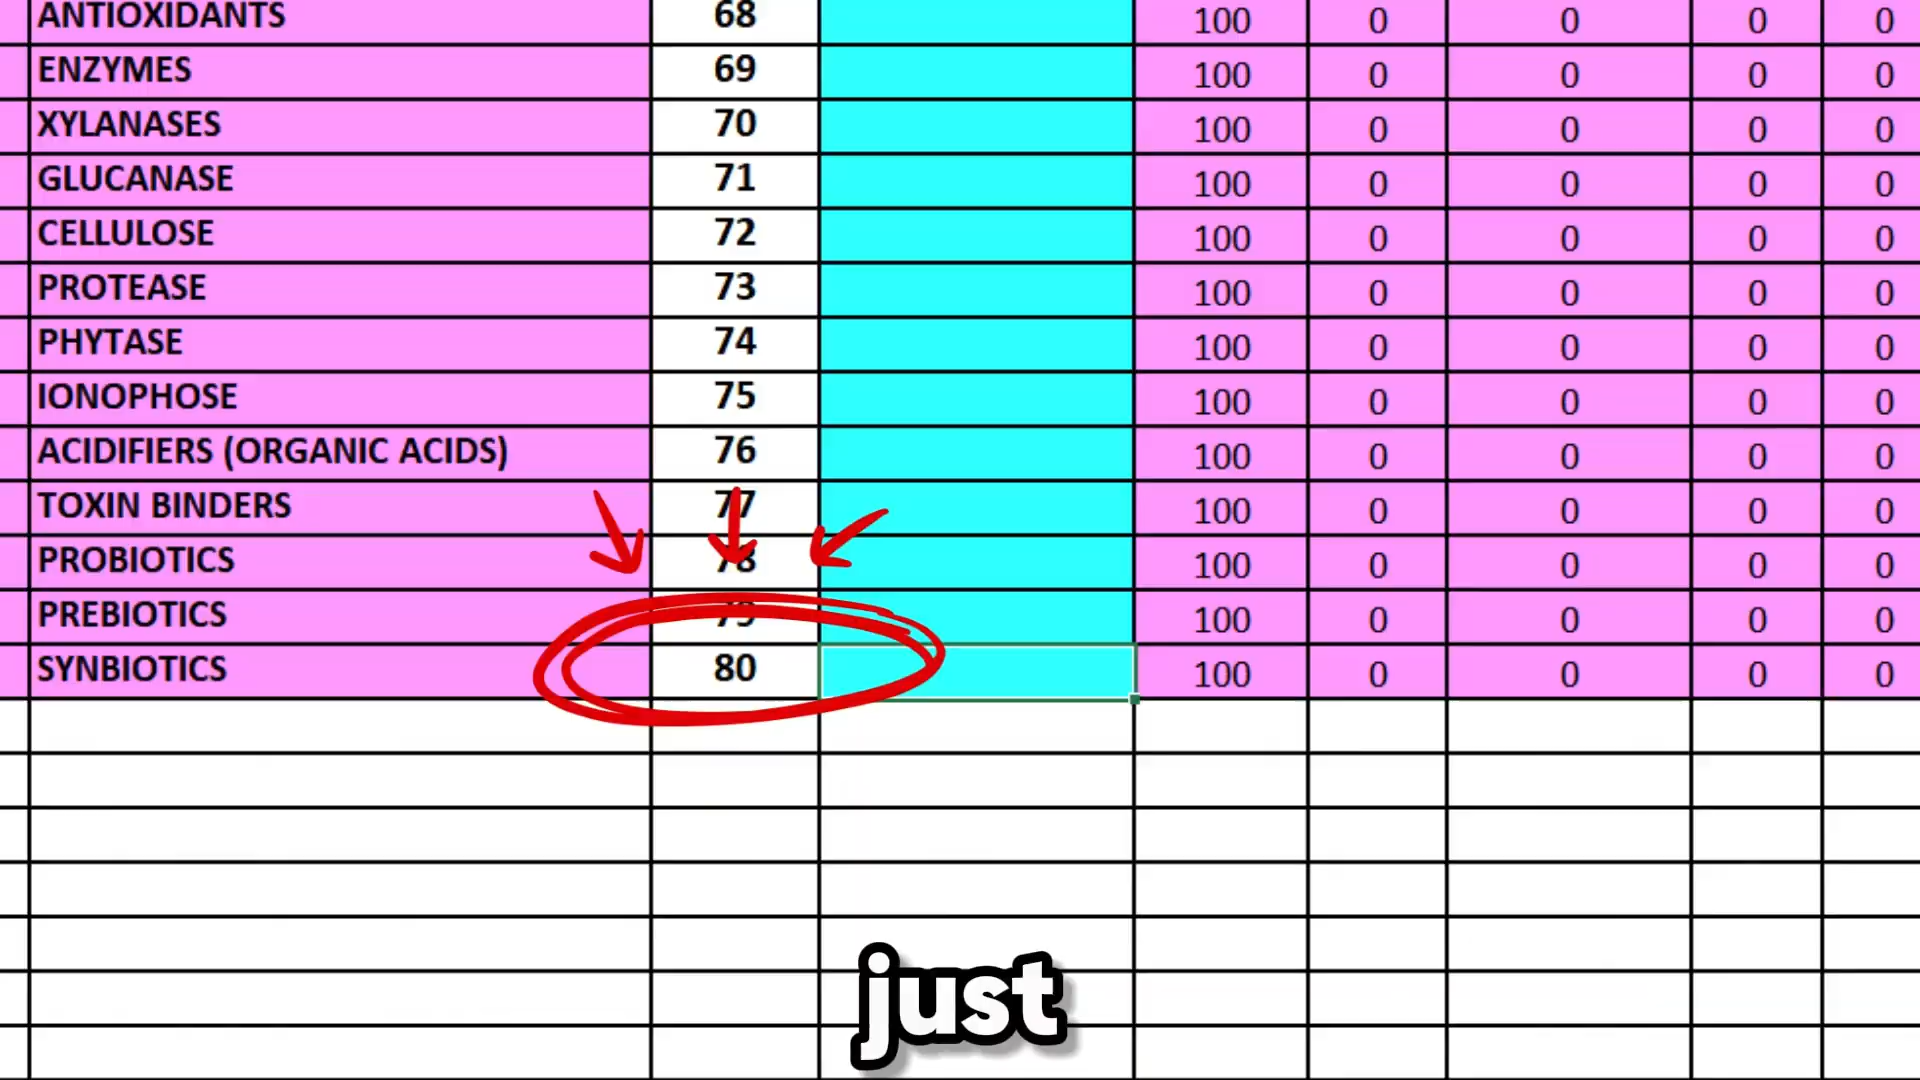 ANTIOXIDANTS 68 100 0 0 0 0
ENZYMES 69 100 0 0 0 0
XYLANASES 70 100 0 0 0 0
GLUCANASE 71 100 0 0 0 0
CELLULOSE 72 100 0 0 0 0
PROTEASE 73 100 0 0 0 0
PHYTASE 74 100 0 0 0 0
IONOPHOSE 75 100 0 0 0 0
ACIDIFIERS (ORGANIC ACIDS) 76 100 0 0 0 0
TOXIN BINDERS 77 100 0 0 0 0
PROBIOTICS 78 100 0 0 0 0
PREBIOTICS 79 100 0 0 0 0
SYNBIOTICS 80 100 0 0 0 0
just